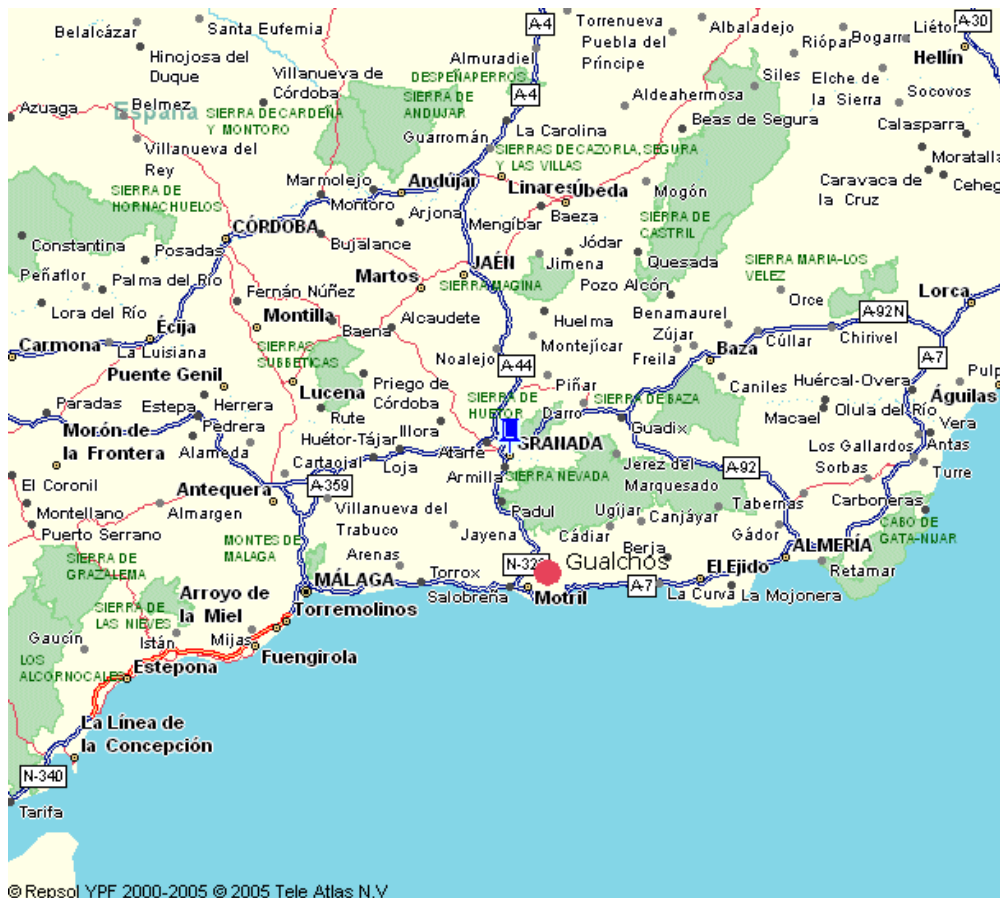 Belalcázar
Santa Eufemia
A-4
Torrenueva
Albaladejo
A-30
Liétor
Hinojosa del
Duque
Villanueva de
Córdoba
Almuradiel
Puebla del
Príncipe
Riópar
Bogarra
Hellín
DESPEÑAPERROS
Siles
Elche de
la Sierra
Azuaga
España
Belmez
SIERRA DE CARDEÑA
Y MONTORO
SIERRA DE
ANDUJAR
A-4
Aldeahermosa
Socovos
Villanueva del
Rey
Guarromán
La Carolina
Beas de Segura
Calasparra
SIERRAS DE CAZORLA, SEGURA
Y LAS VILLAS
Moratalla
SIERRA DE
HORNACHUELOS
Marmolejo
Andújar
Linares
Úbeda
Mogón
Caravaca de
la Cruz
Ceheg
Montoro
Arjona
Mengíbar
Baeza
SIERRA DE
CASTRIL
CÓRDOBA
Constantina
Posadas
Bujalance
Jódar
Peñaflor
Palma del Río
Martos
JAÉN
Jimena
Quesada
SIERRA MARIA-LOS
VELEZ
SIERRA MAGINA
Pozo Alcón
Lora del Río
Fernán Núñez
Orce
Lorca
Montilla
Baena
Alcaudete
Huelma
Benamaurel
A-92N
Carmona
Écija
La Luisiana
SIERRAS
SUBBETICAS
Noalejo
Montejícar
Zújar
Freila
Baza
Cúllar
Chirivel
A-7
Puente Genil
A-44
Piñar
Caniles
Huércal-Overa
Pulp
Lucena
Priego de
Córdoba
SIERRA DE
HUETOR
SIERRA DE BAZA
Águilas
Paradas
Estepa
Herrera
Rute
Illora
Darro
Macael
Olula del Río
Morón de
la Frontera
Pedrera
Huétor-Tájar
Guadix
Vera
Alameda
Cartaojal
Loja
Atarfe
GRANADA
Los Gallardos
Antas
El Coronil
Antequera
A-359
Armilla
SIERRA NEVADA
Jerez del
Marquesado
A-92
Sorbas
Turre
Montellano
Almargen
Villanueva del
Trabuco
Padul
Tabernas
Carboneras
Puerto Serrano
MONTES DE
MALAGA
Jayena
Ugíjar
Canjáyar
CABO DE
GATA-NIJAR
SIERRA DE
GRAZALEMA
Arenas
Cádiar
Berja
Gádor
ALMERÍA
N-323
Gualchos
Retamar
Arroyo de
la Miel
MÁLAGA
Torrox
Salobreña
Motril
A-7
El Ejido
La Curva
La Mojonera
SIERRA DE
LAS NIEVES
Torremolinos
Gaucín
Istán
Mijas
Fuengirola
LOS
ALCORNOCALES
Estepona
La Línea de
la Concepción
N-340
Tarifa
© Repsol YPF 2000-2005 © 2005 Tele Atlas N.V